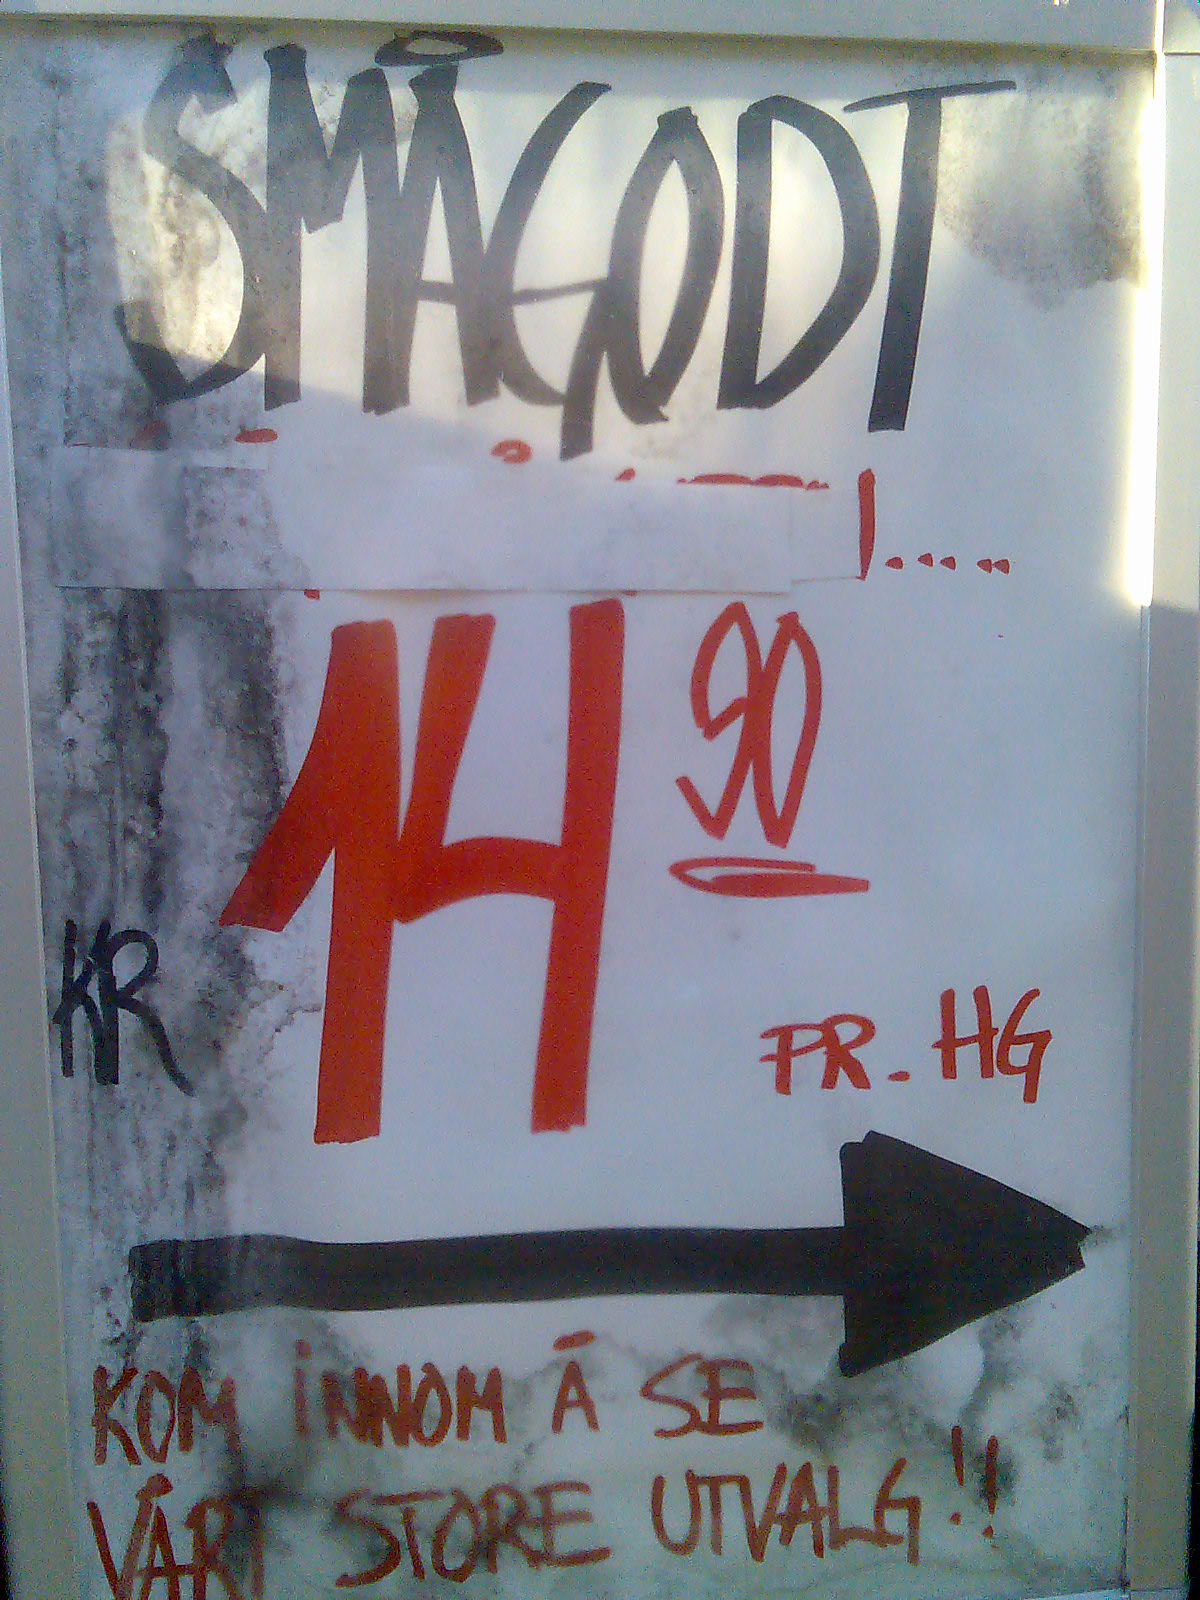 SMÅGODT
KR 14 90
PR. HG
KOM INNOM Å SE
VÅRT STORE UTVALG!!